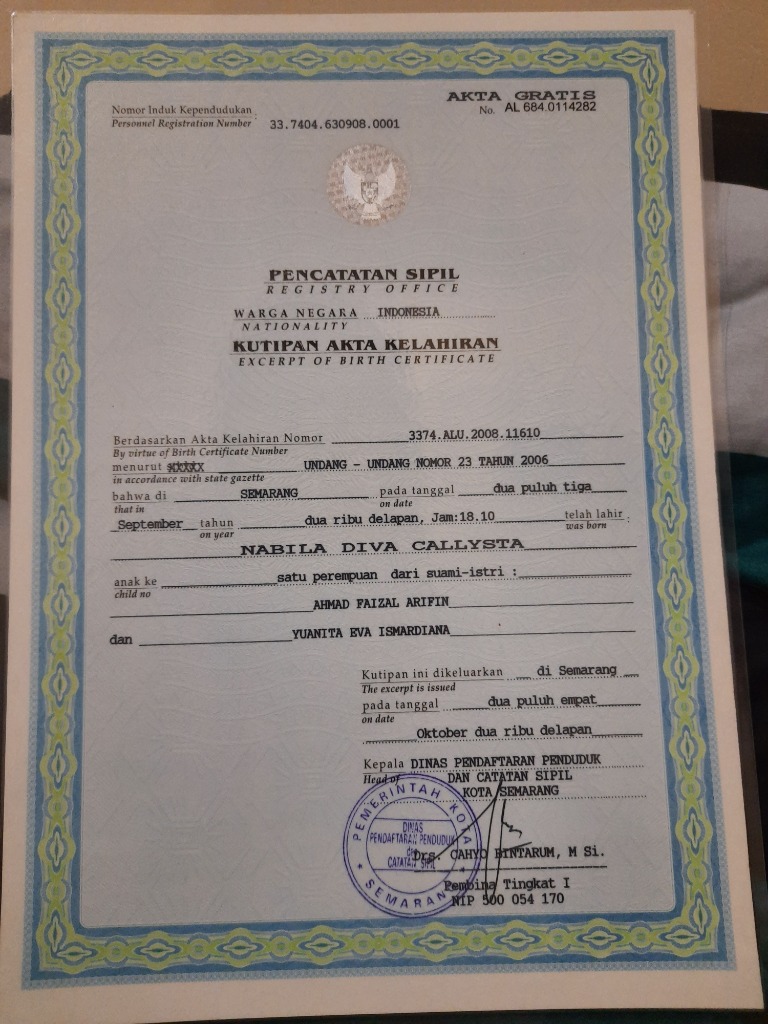 AKTA GRATIS
No. AL 684.0114282
Nomor Induk Kependudukan :
Personnel Registration Number 33.7404.630908.0001
PENCATATAN SIPIL
REGISTRY OFFICE
WARGA NEGARA INDONESIA
NATIONALITY
KUTIPAN AKTA KELAHIRAN
EXCERPT OF BIRTH CERTIFICATE
Berdasarkan Akta Kelahiran Nomor 3374.ALU.2008.11610
By virtue of Birth Certificate Number
menurut UNDANG - UNDANG NOMOR 23 TAHUN 2006
in accordance with state gazette
bahwa di SEMARANG pada tanggal dua puluh tiga
that in on date
September tahun dua ribu delapan, Jam:18.10 telah lahir :
on year was born
NABILA DIVA CALLYSTA
anak ke satu perempuan dari suami-istri :
child no
AHMAD FAIZAL ARIFIN
dan YUANITA EVA ISMARDIANA
Kutipan ini dikeluarkan di Semarang
The excerpt is issued
pada tanggal dua puluh empat
on date
Oktober dua ribu delapan
Kepala DINAS PENDAFTARAN PENDUDUK
Head of DAN CATATAN SIPIL
KOTA SEMARANG
PEMERINTAH KOTA
DINAS
PENDAFTARAN PENDUDUK
dan
CATATAN SIPIL
SEMARANG
Drs. CAHYO BINTARUM, M Si.
Pembina Tingkat I
NIP 500 054 170